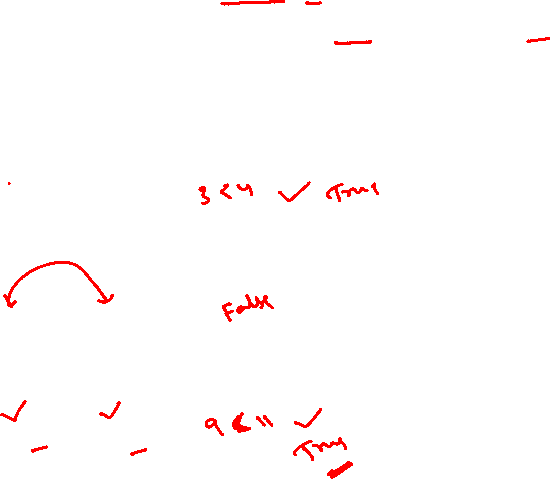 3 < 4 ✓ True
False
9 < 11 ✓
True